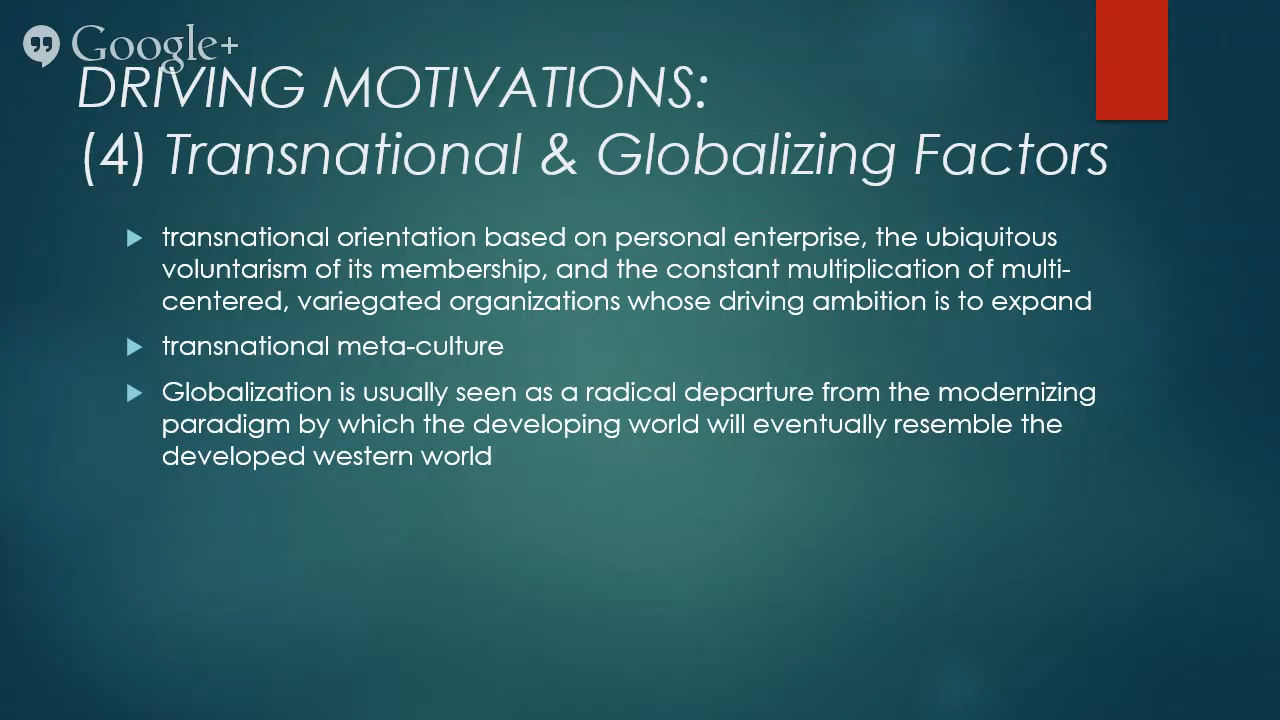 Google+
DRIVING MOTIVATIONS:
(4) Transnational & Globalizing Factors
transnational orientation based on personal enterprise, the ubiquitous
voluntarism of its membership, and the constant multiplication of multi-
centered, variegated organizations whose driving ambition is to expand
transnational meta-culture
Globalization is usually seen as a radical departure from the modernizing
paradigm by which the developing world will eventually resemble the
developed western world